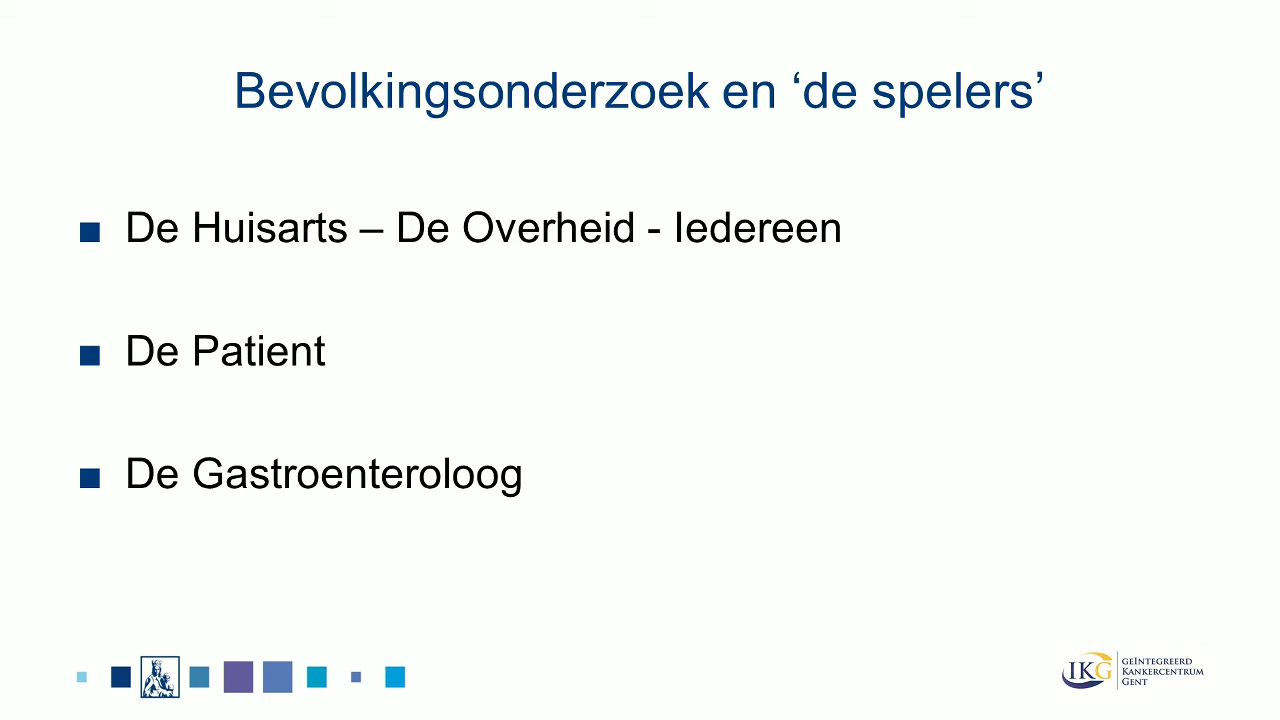 Bevolkingsonderzoek en ‘de spelers’
■ De Huisarts – De Overheid - Iedereen
■ De Patient
■ De Gastroenteroloog
IKG
GEÏNTEGREERD
KANKERCENTRUM
GENT